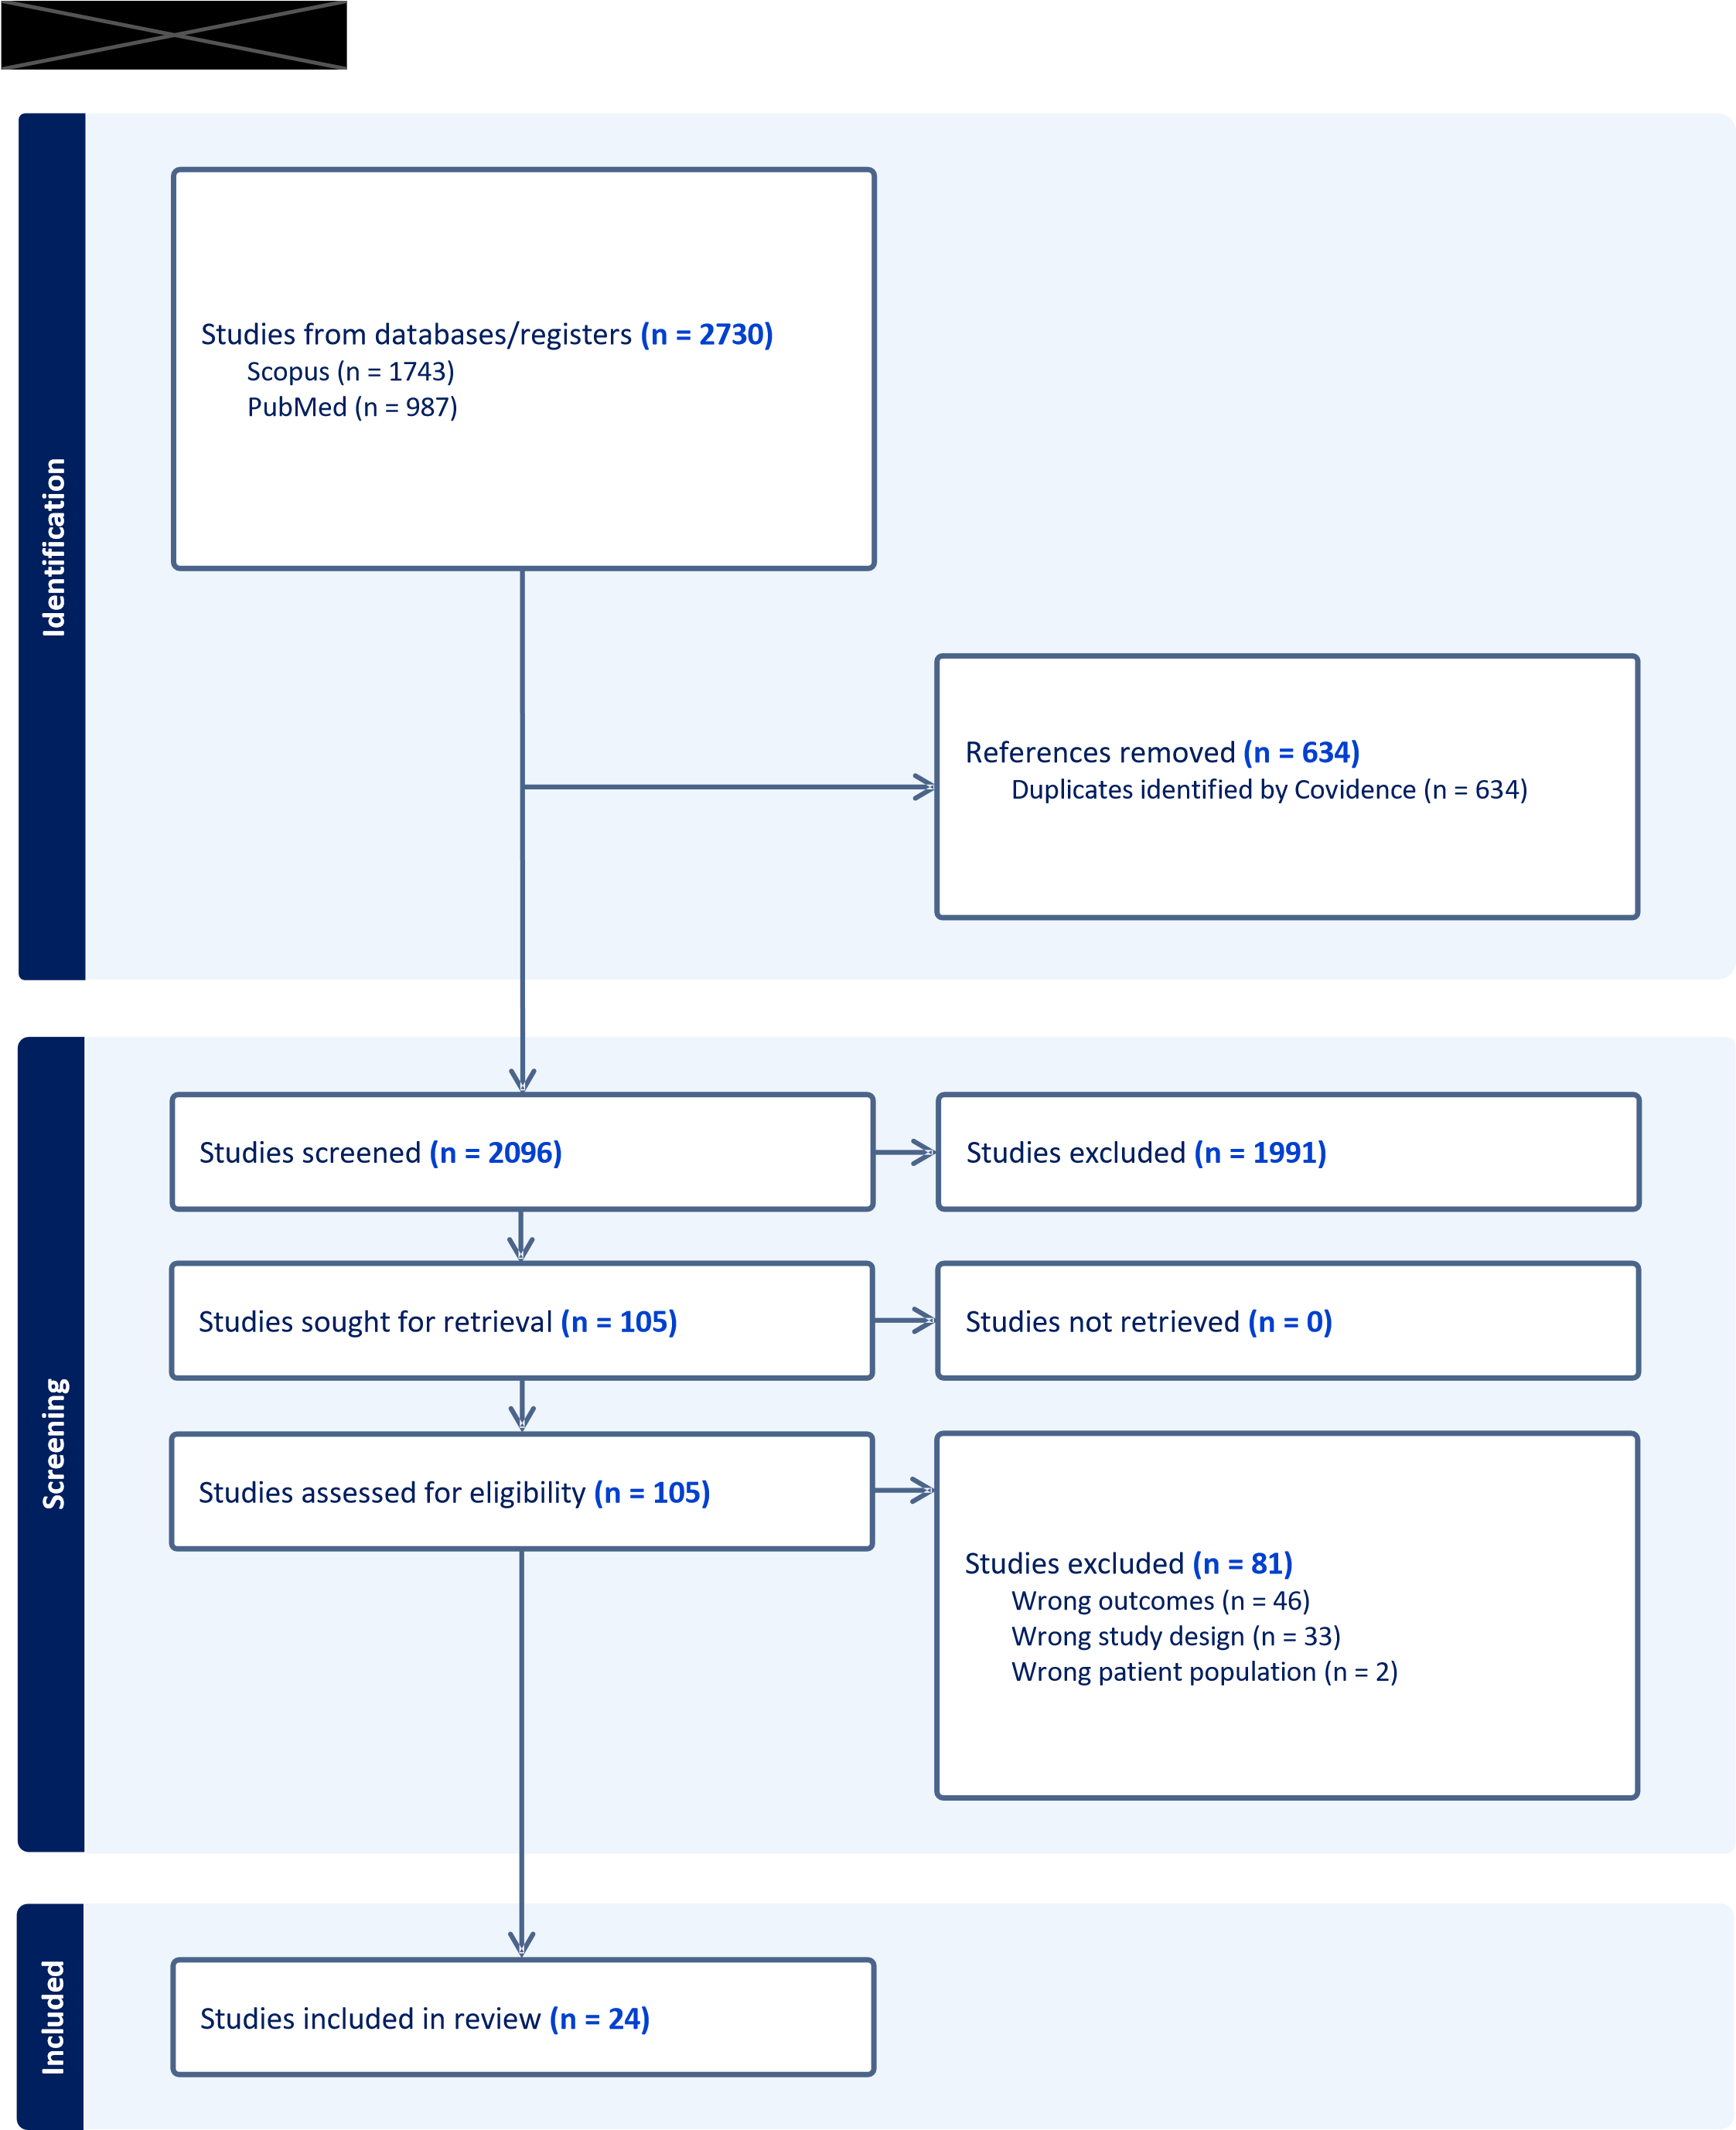 Identification
Studies from databases/registers (n = 2730)
Scopus (n = 1743)
PubMed (n = 987)
References removed (n = 634)
Duplicates identified by Covidence (n = 634)
Screening
Studies screened (n = 2096)
Studies excluded (n = 1991)
Studies sought for retrieval (n = 105)
Studies not retrieved (n = 0)
Studies assessed for eligibility (n = 105)
Studies excluded (n = 81)
Wrong outcomes (n = 46)
Wrong study design (n = 33)
Wrong patient population (n = 2)
Included
Studies included in review (n = 24)